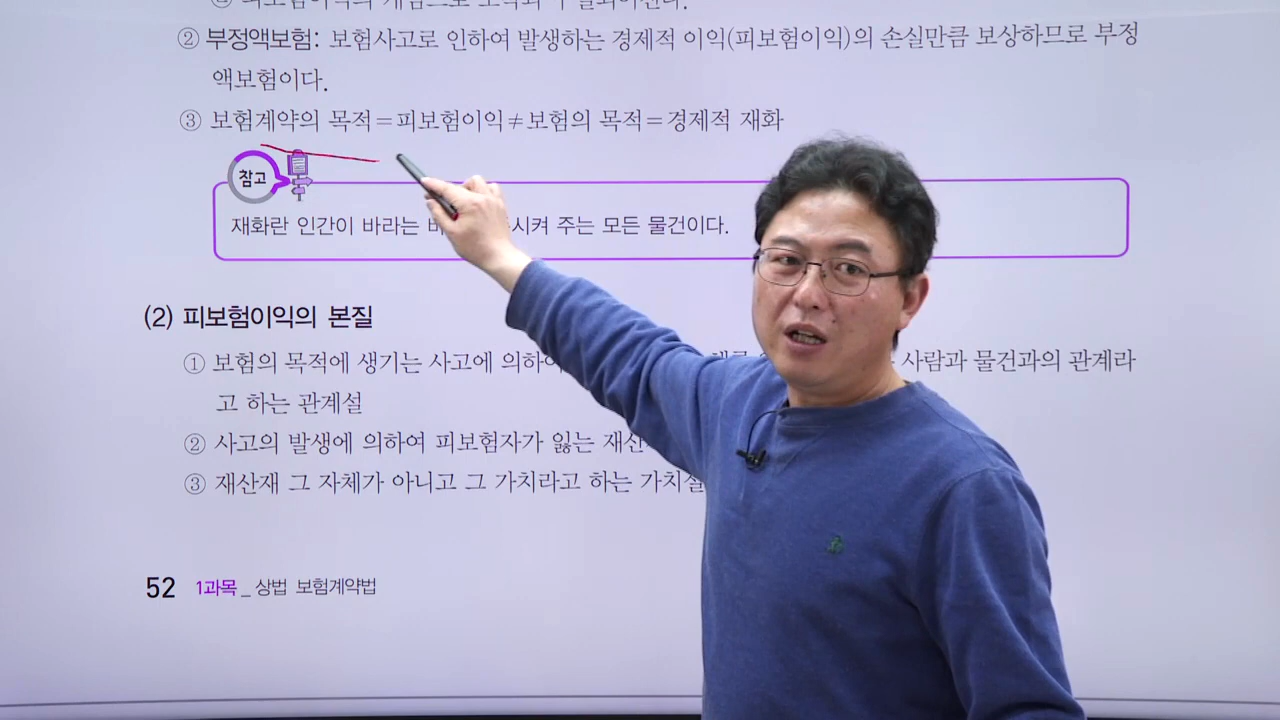 ② 부정액보험: 보험사고로 인하여 발생하는 경제적 이익(피보험이익)의 손실만큼 보상하므로 부정
액보험이다.
③ 보험계약의 목적=피보험이익≠보험의 목적=경제적 재화
참고
재화란 인간이 바라는 시켜 주는 모든 물건이다.
(2) 피보험이익의 본질
① 보험의 목적에 생기는 사고에 의하여 사람과 물건과의 관계라
고 하는 관계설
② 사고의 발생에 의하여 피보험자가 잃는
③ 재산재 그 자체가 아니고 그 가치라고 하는 가치설
52 1과목 _ 상법 보험계약법